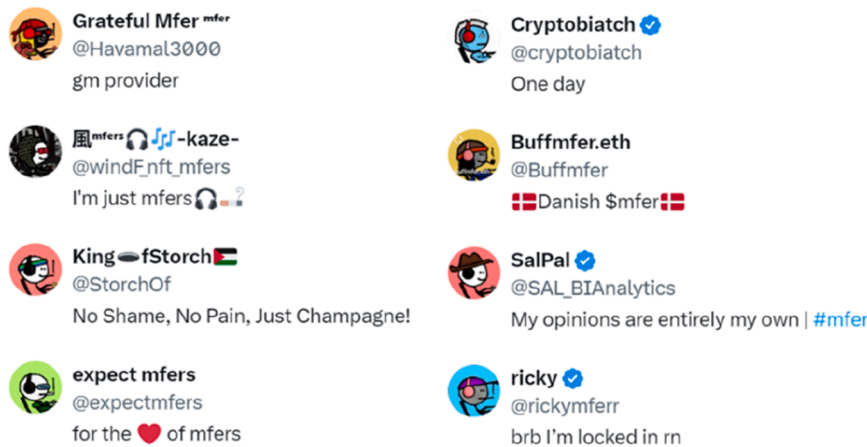 Grateful Mfer ᵐᶠᵉʳ
@Havamal3000
gm provider
風ᵐᶠᵉʳˢ🎧🎶-kaze-
@windF_nft_mfers
I'm just mfers🎧🚬
King🕳️fStorch🇵🇸
@StorchOf
No Shame, No Pain, Just Champagne!
expect mfers
@expectmfers
for the ❤️ of mfers
Cryptobiatch
@cryptobiatch
One day
Buffmfer.eth
@Buffmfer
🇩🇰Danish $mfer🇩🇰
SalPal
@SAL_BIAnalytics
My opinions are entirely my own | #mfer
ricky
@rickymferr
brb I’m locked in rn